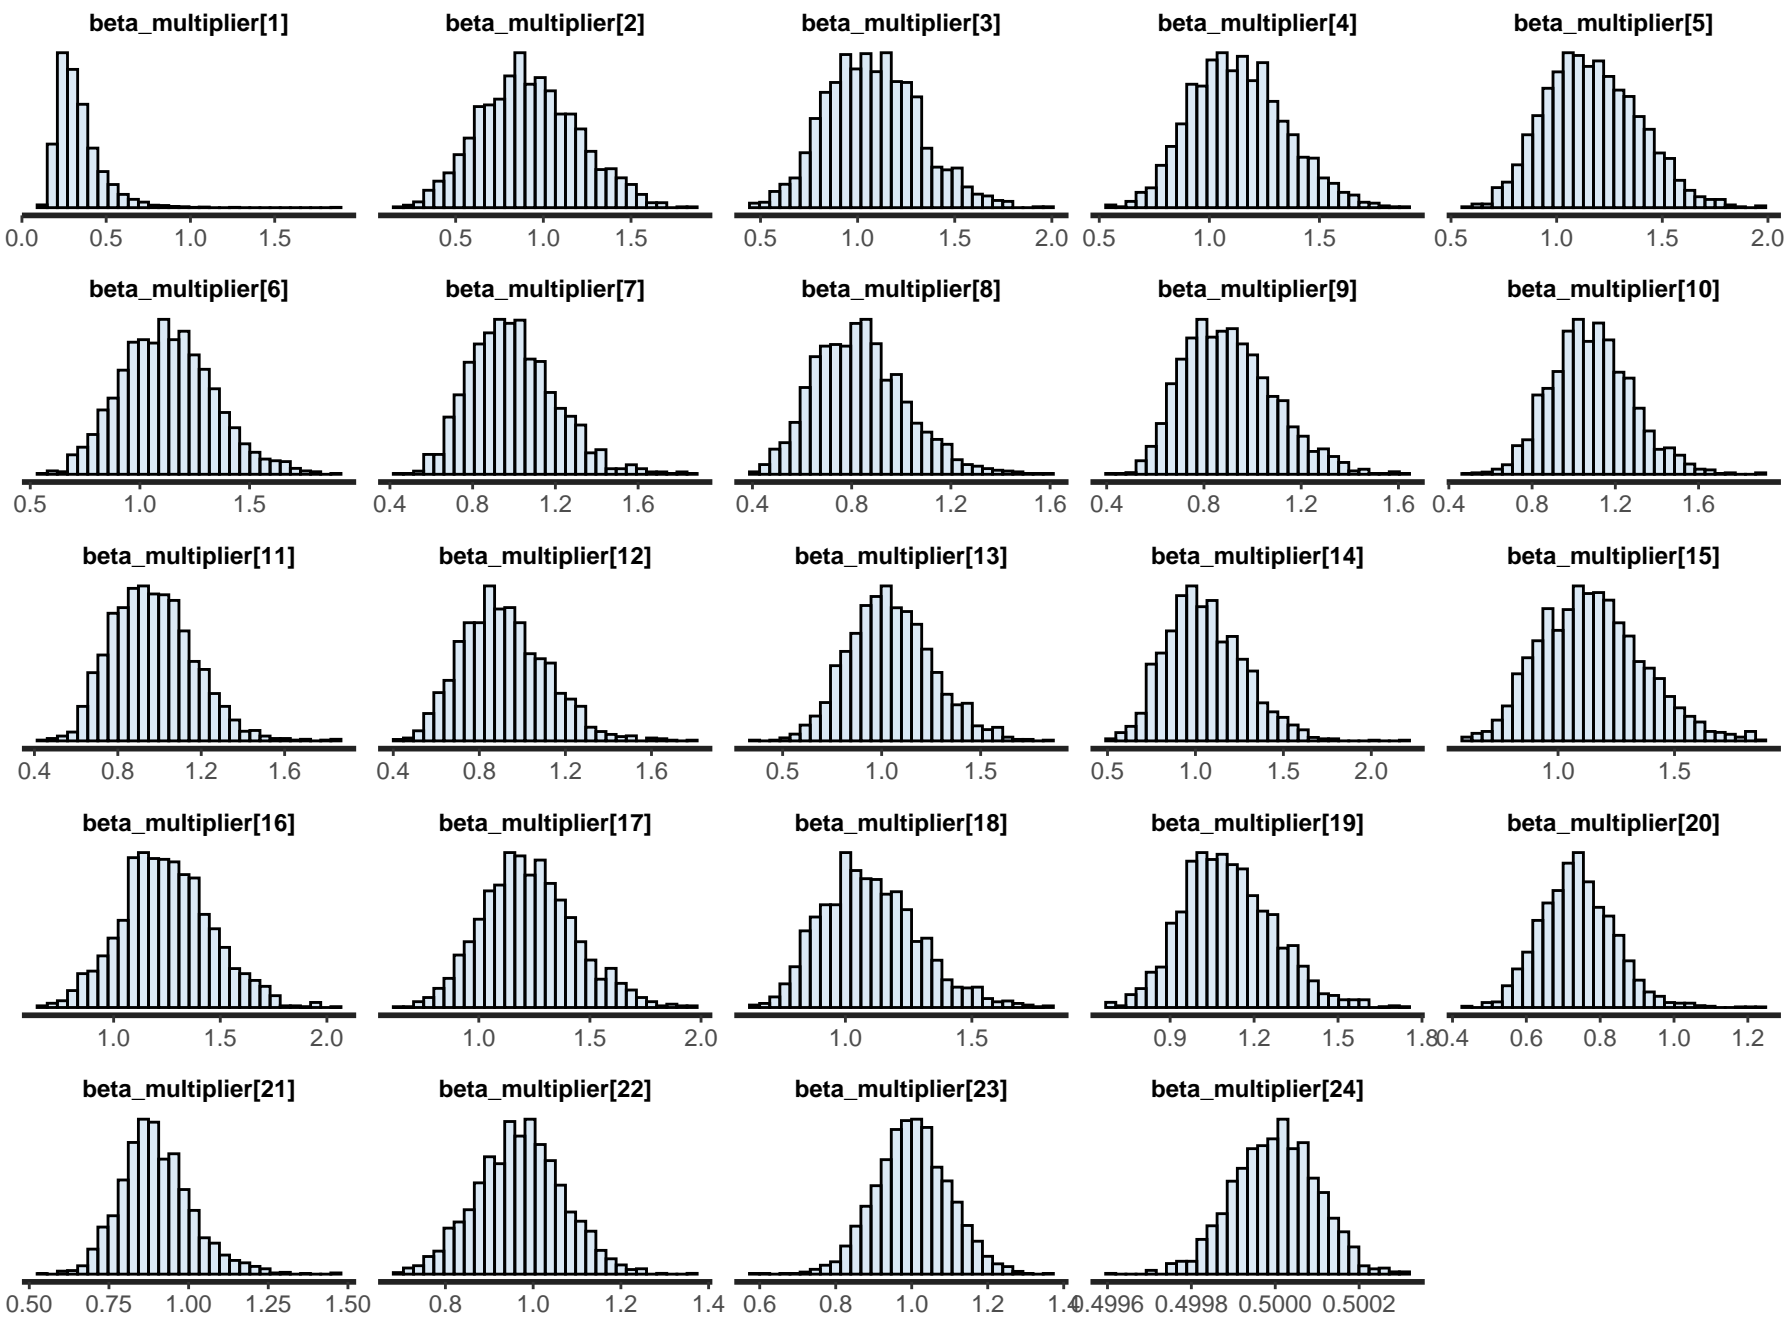 beta_multiplier[1] beta_multiplier[2] beta_multiplier[3] beta_multiplier[4] beta_multiplier[5]
0.0 0.5 1.0 1.5 0.5 1.0 1.5 0.5 1.0 1.5 2.0 0.5 1.0 1.5 0.5 1.0 1.5 2.0
beta_multiplier[6] beta_multiplier[7] beta_multiplier[8] beta_multiplier[9] beta_multiplier[10]
0.5 1.0 1.5 0.4 0.8 1.2 1.6 0.4 0.8 1.2 1.6 0.4 0.8 1.2 1.6 0.4 0.8 1.2 1.6
beta_multiplier[11] beta_multiplier[12] beta_multiplier[13] beta_multiplier[14] beta_multiplier[15]
0.4 0.8 1.2 1.6 0.4 0.8 1.2 1.6 0.5 1.0 1.5 0.5 1.0 1.5 2.0 1.0 1.5
beta_multiplier[16] beta_multiplier[17] beta_multiplier[18] beta_multiplier[19] beta_multiplier[20]
1.0 1.5 2.0 1.0 1.5 2.0 1.0 1.5 0.9 1.2 1.5 1.8 0.4 0.6 0.8 1.0 1.2
beta_multiplier[21] beta_multiplier[22] beta_multiplier[23] beta_multiplier[24]
0.50 0.75 1.00 1.25 1.50 0.8 1.0 1.2 1.4 0.6 0.8 1.0 1.2 1.4 0.4996 0.4998 0.5000 0.5002